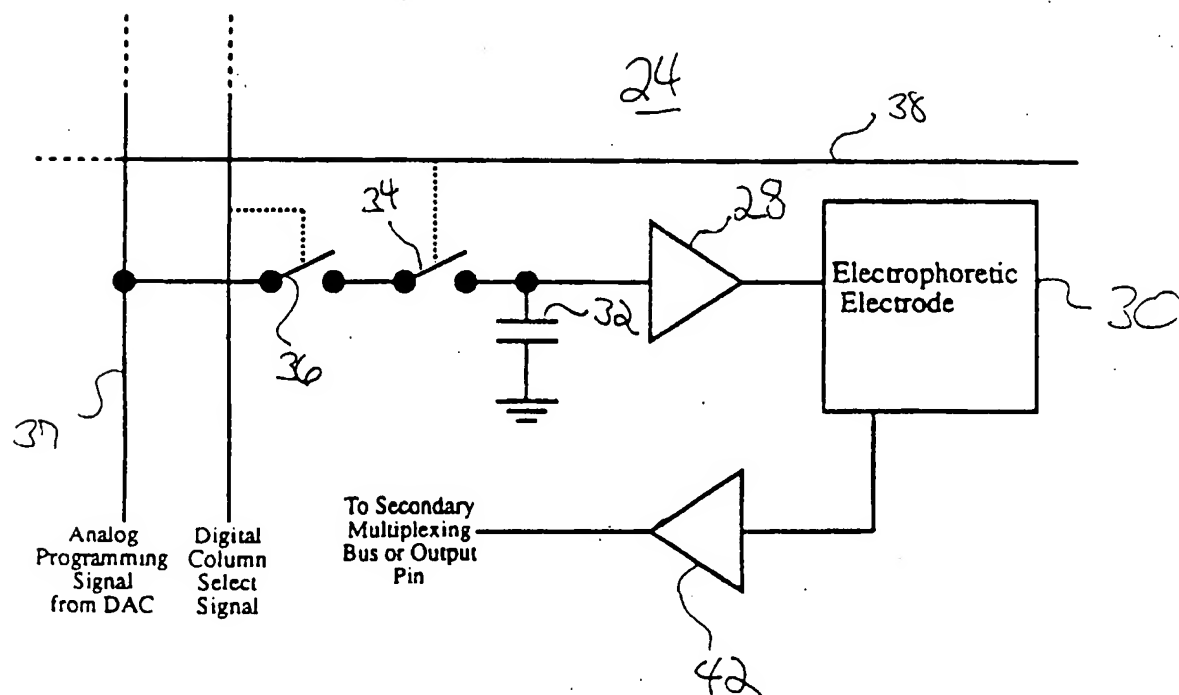 24
38
34
28
Electrophoretic
Electrode
30
32
36
37
To Secondary
Multiplexing
Bus or Output
Pin
Analog
Programming
Signal
from DAC
Digital
Column
Select
Signal
42